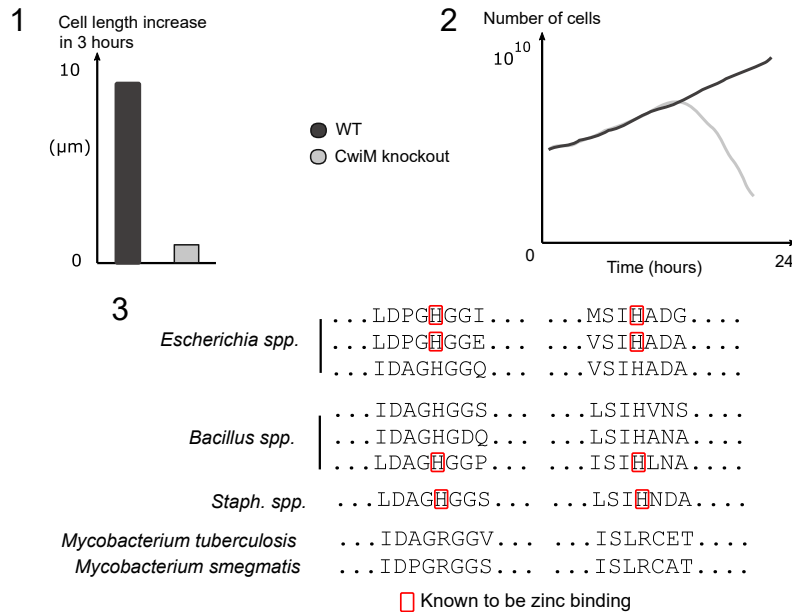 1
Cell length increase
in 3 hours
10
(µm)
0
WT
CwiM knockout
2
Number of cells
10^10
0
Time (hours)
24
3
Escherichia spp.
...LDPGHGGI... ...MSIHADG....
...LDPGHGGE... ...VSIHADA....
...IDAGHGGQ... ...VSIHADA....
Bacillus spp.
...IDAGHGGS... ...LSIHVNS....
...IDAGHGDQ... ...LSIHANA....
...LDAGHGGP... ...ISIHLNA....
Staph. spp. ...LDAGHGGS... ...LSIHNDA....
Mycobacterium tuberculosis ...IDAGRGGV... ...ISLRCET....
Mycobacterium smegmatis ...IDPGRGGS... ...ISLRCAT....
Known to be zinc binding